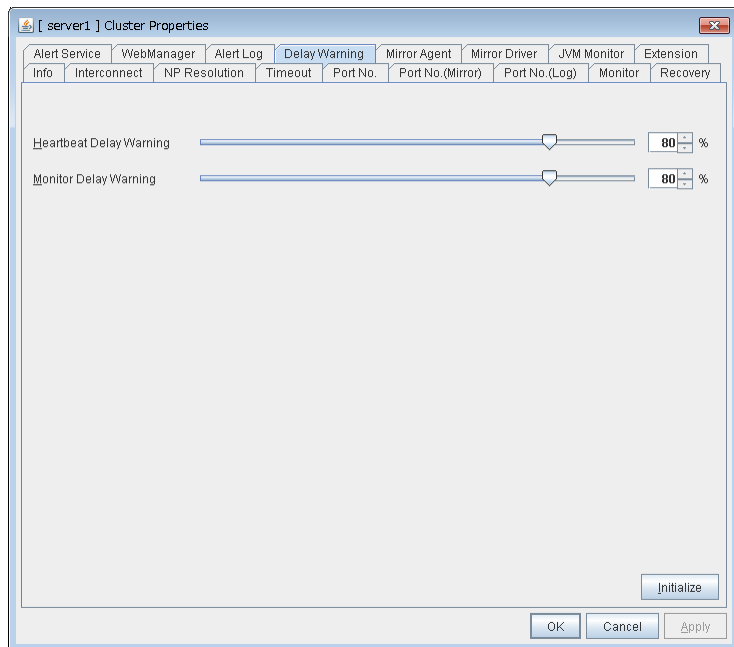 [ server1 ] Cluster Properties
Alert Service WebManager Alert Log Delay Warning Mirror Agent Mirror Driver JVM Monitor Extension
Info Interconnect NP Resolution Timeout Port No. Port No.(Mirror) Port No.(Log) Monitor Recovery
Heartbeat Delay Warning 80 %
Monitor Delay Warning 80 %
Initialize
OK Cancel Apply